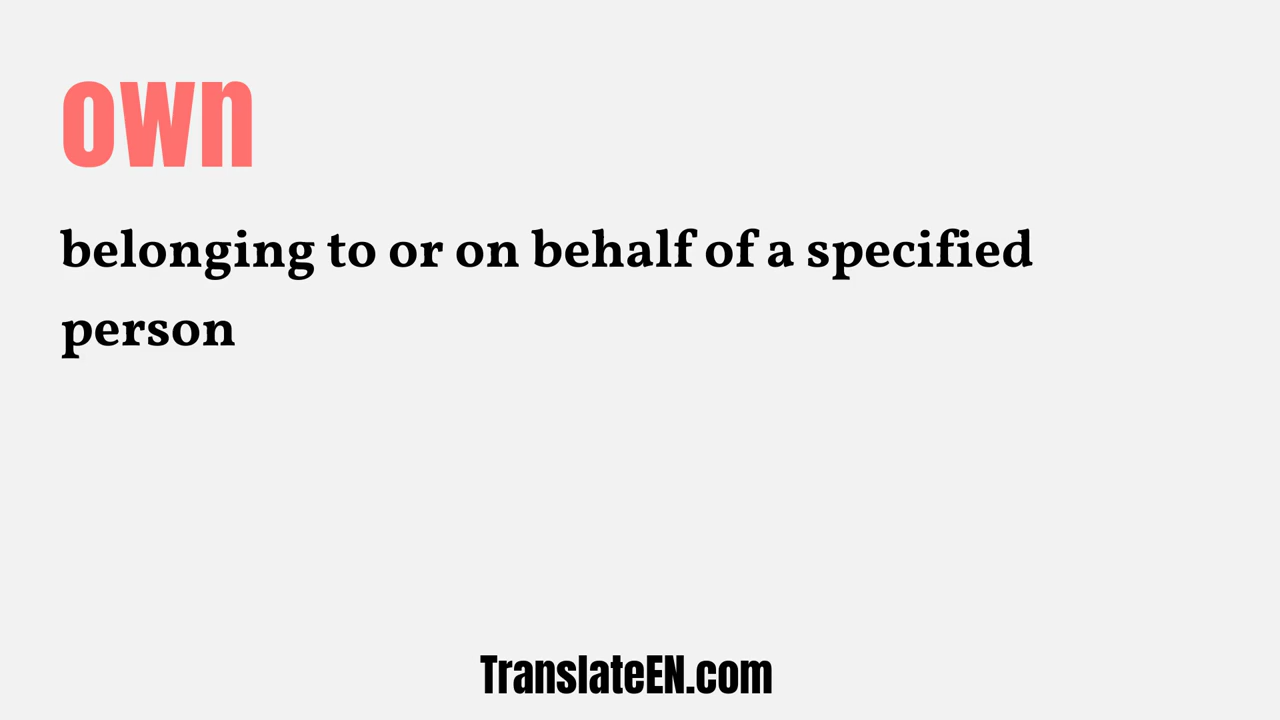 own
belonging to or on behalf of a specified
person
TranslateEN.com